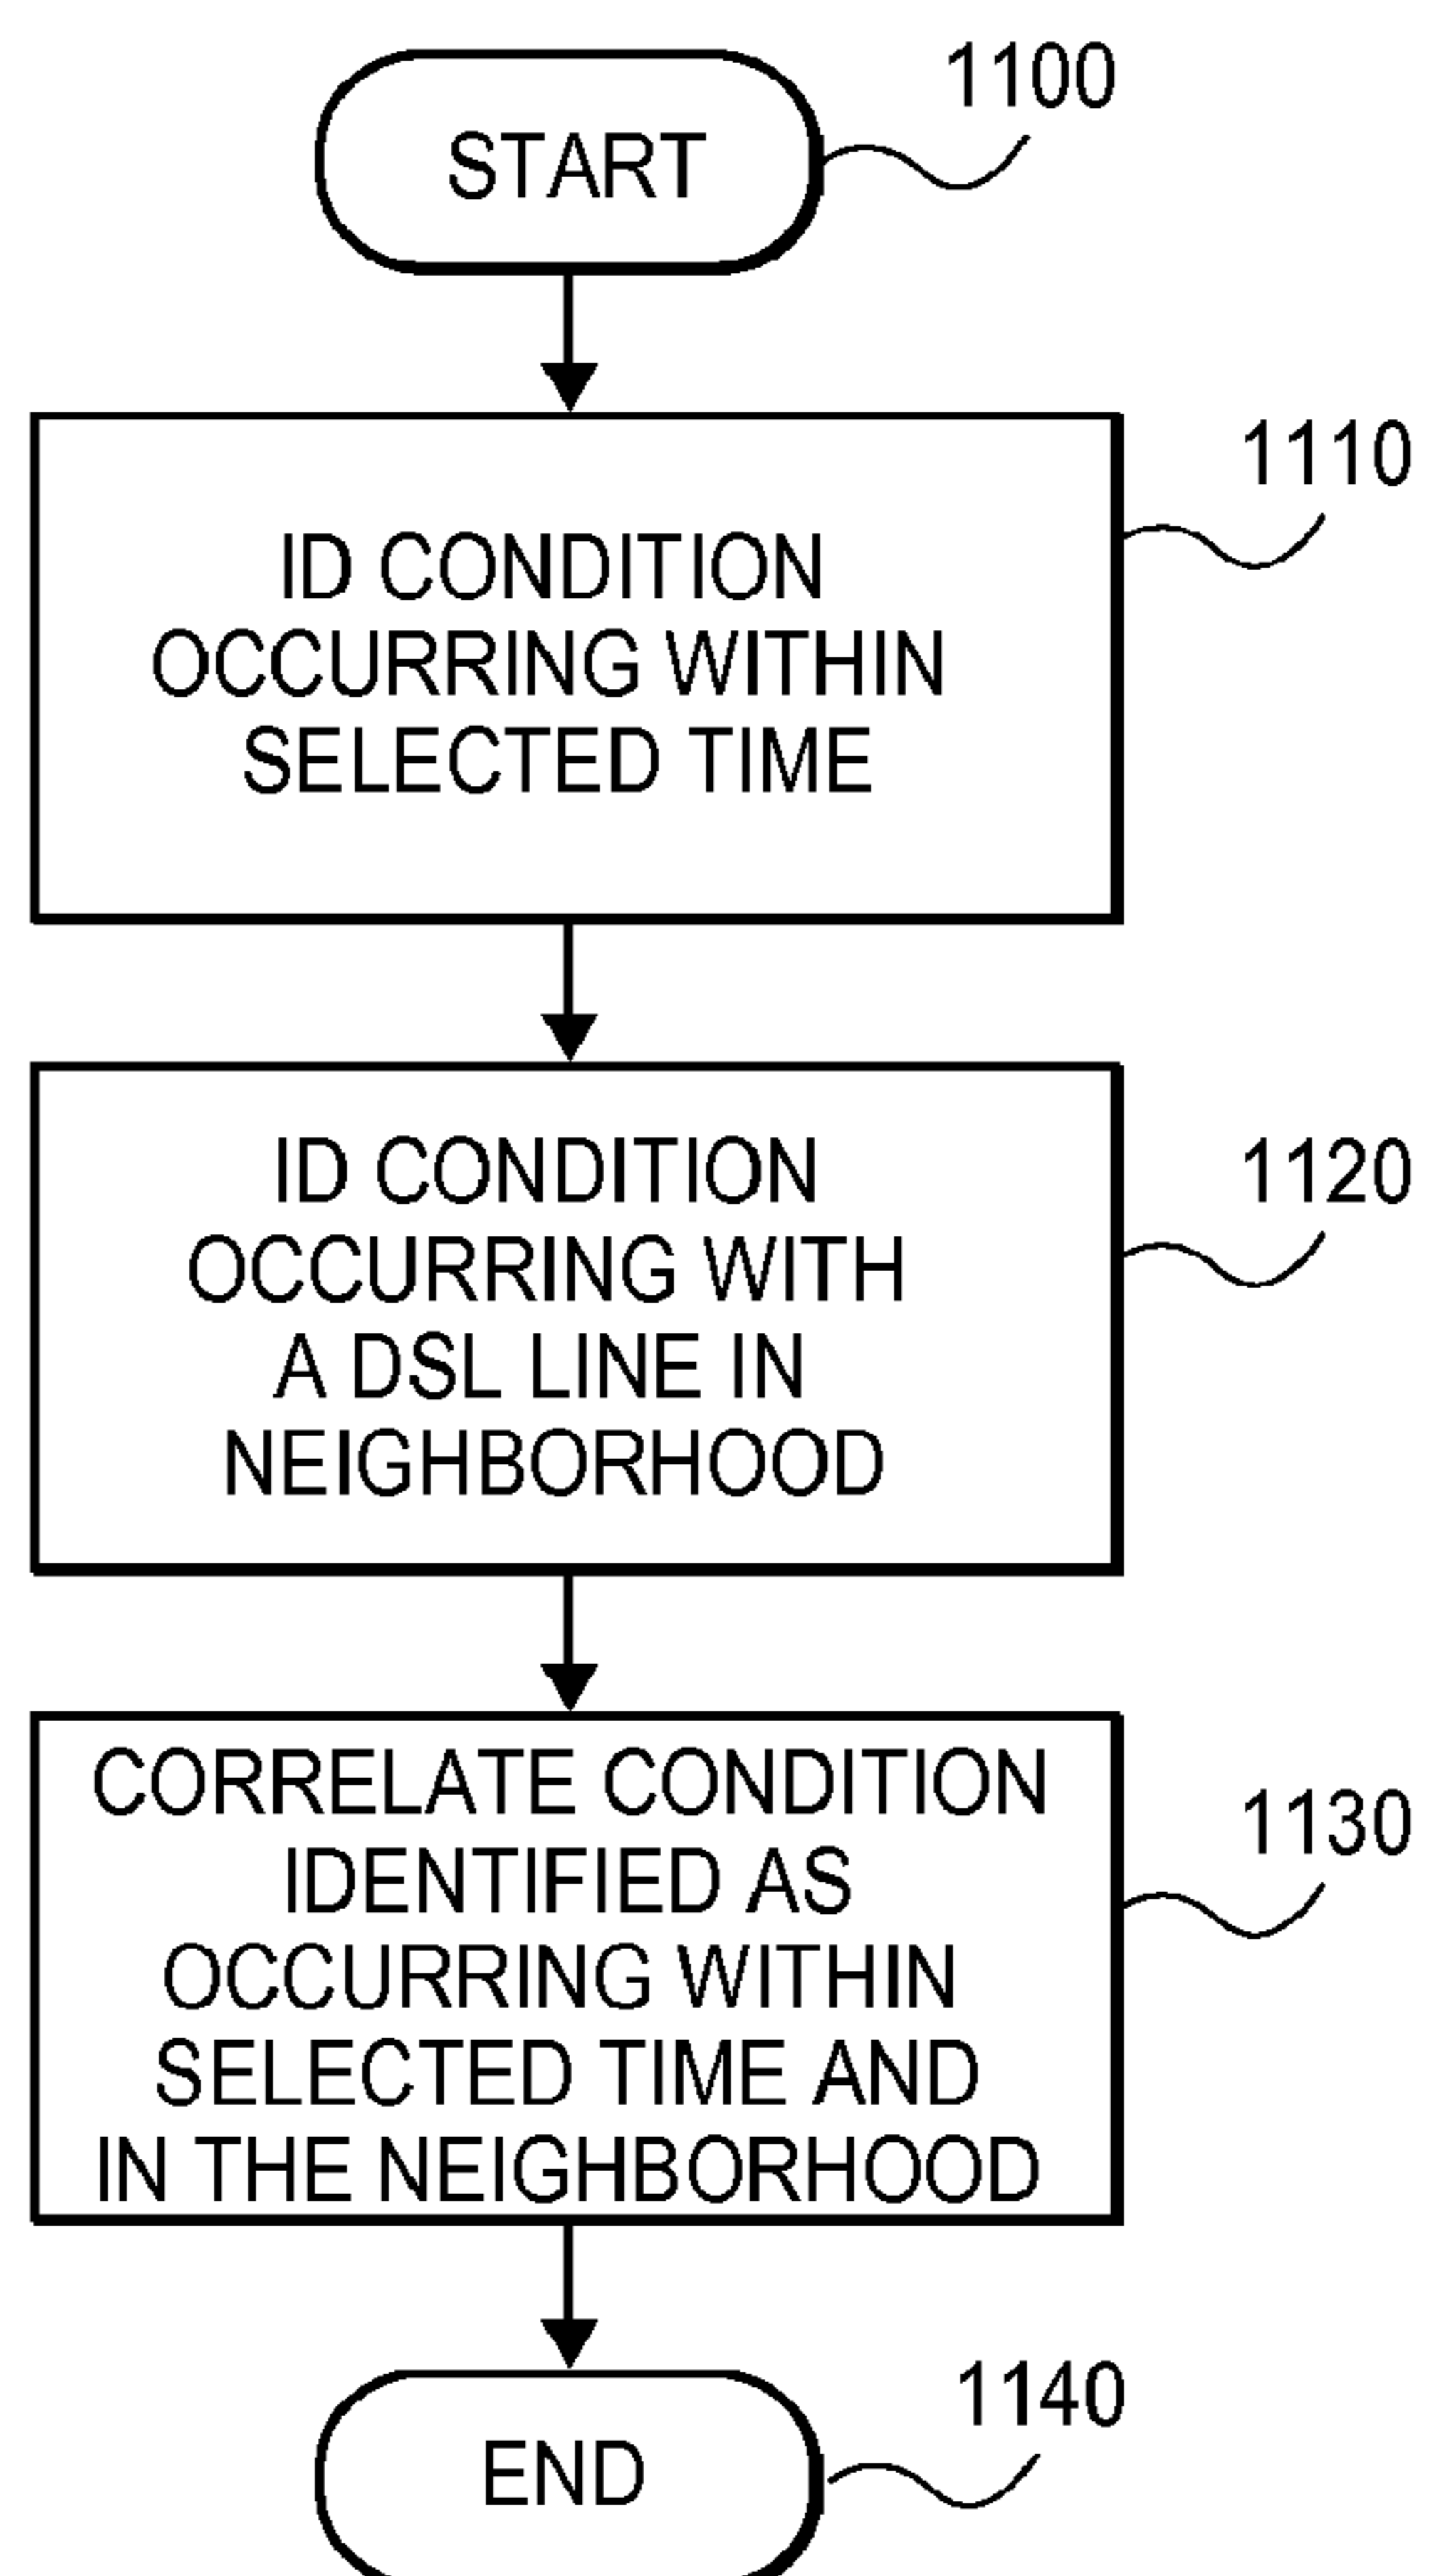 1100
START
1110
ID CONDITION
OCCURRING WITHIN
SELECTED TIME
1120
ID CONDITION
OCCURRING WITH
A DSL LINE IN
NEIGHBORHOOD
1130
CORRELATE CONDITION
IDENTIFIED AS
OCCURRING WITHIN
SELECTED TIME AND
IN THE NEIGHBORHOOD
1140
END